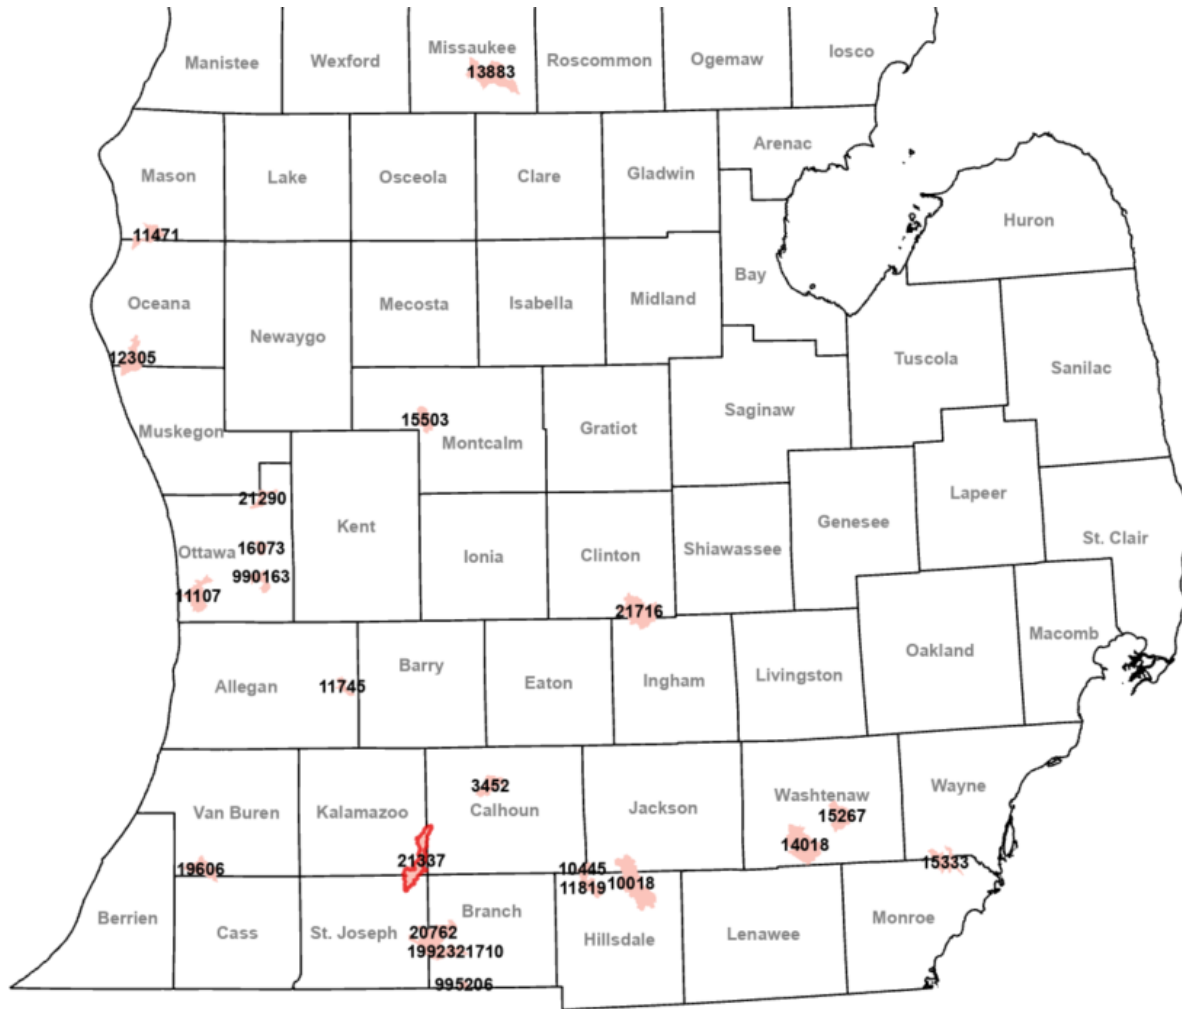 Manistee
Wexford
Missaukee
Roscommon
Ogemaw
Iosco
13883
Arenac
Mason
Lake
Osceola
Clare
Gladwin
Huron
11471
Bay
Oceana
Mecosta
Isabella
Midland
Newaygo
12305
Tuscola
Sanilac
Saginaw
15503
Muskegon
Montcalm
Gratiot
21290
Lapeer
Kent
Genesee
St. Clair
Ottawa
16073
Ionia
Clinton
Shiawassee
990163
11107
21716
Macomb
Oakland
Barry
Allegan
11745
Eaton
Ingham
Livingston
3452
Wayne
Van Buren
Kalamazoo
Calhoun
Jackson
Washtenaw
15267
14018
21337
15333
19606
10445
11819
10018
Berrien
Cass
St. Joseph
Branch
20762
Hillsdale
Lenawee
Monroe
1992321710
995206